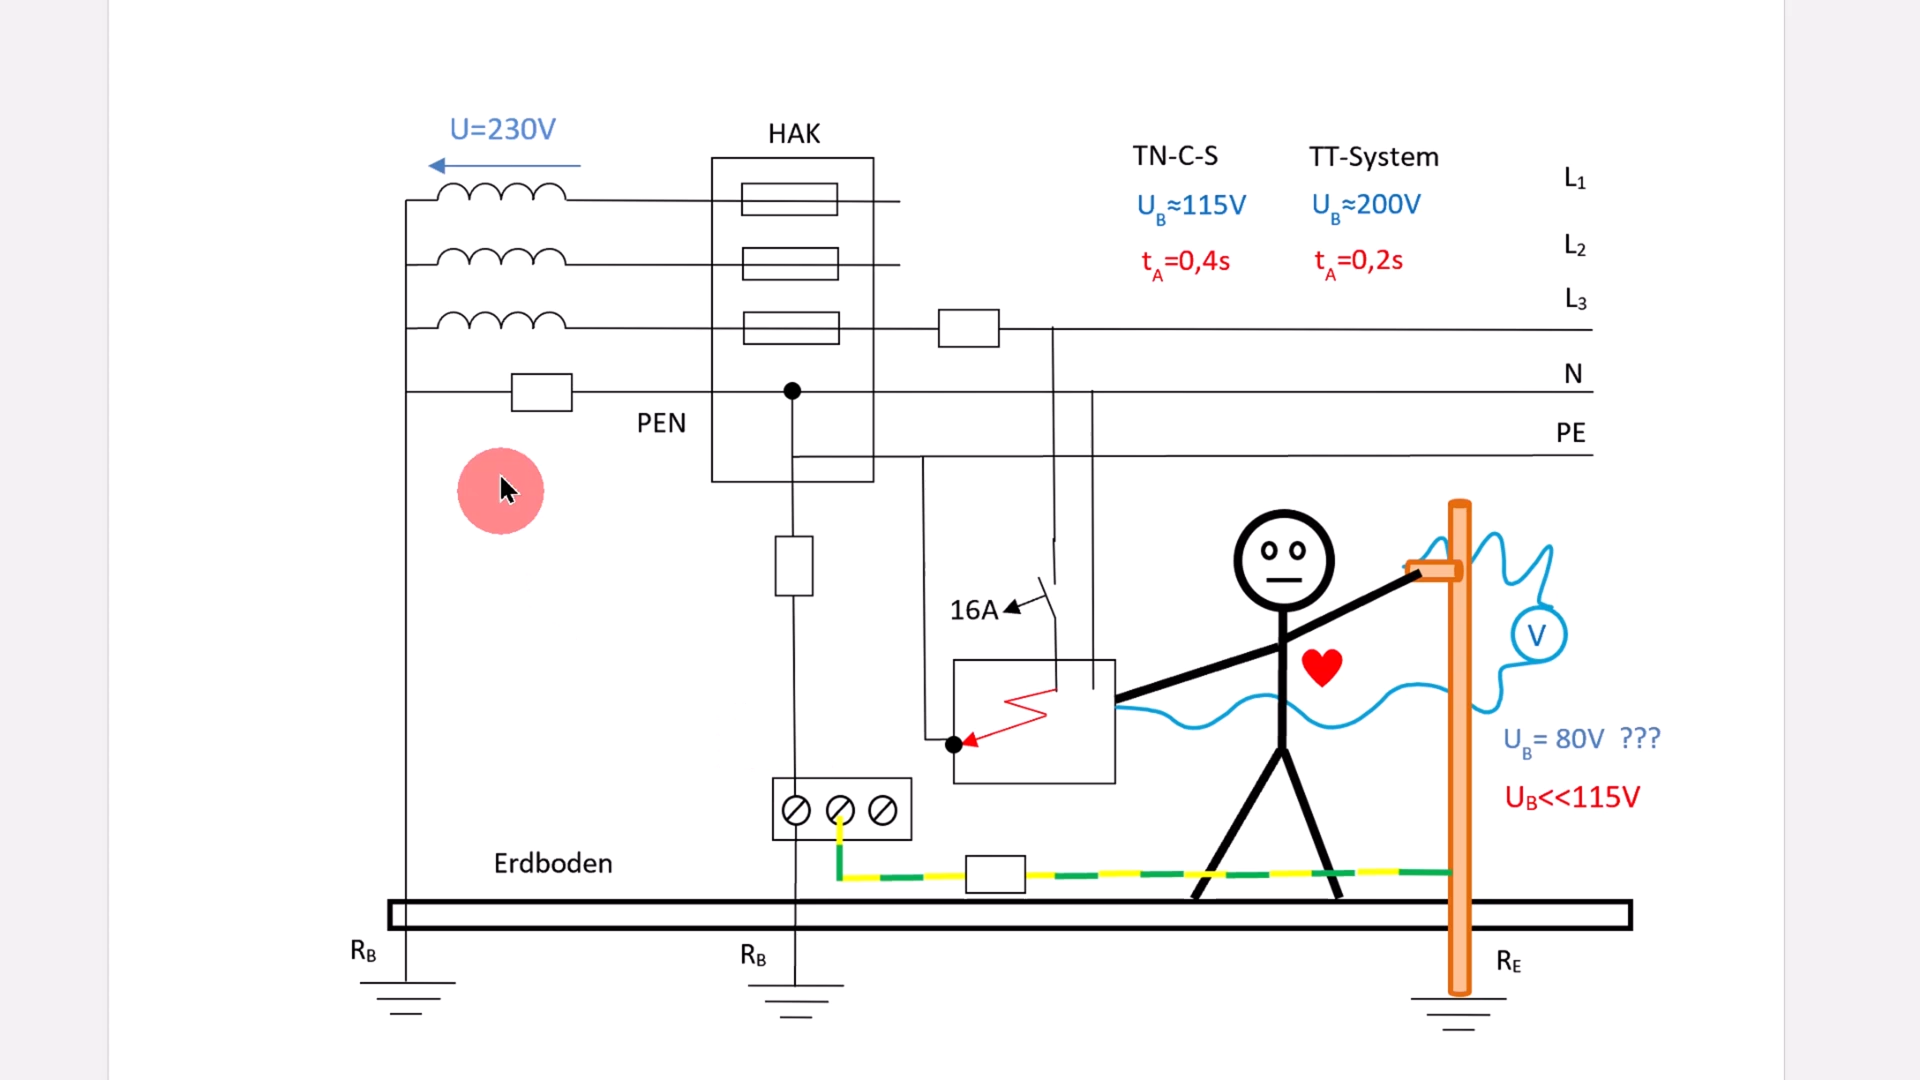 U=230V
HAK
TN-C-S
TT-System
L1
UB≈115V
UB≈200V
L2
tA=0,4s
tA=0,2s
L3
N
PEN
PE
16A
V
UB= 80V ???
UB<<115V
Erdboden
RB
RB
RE